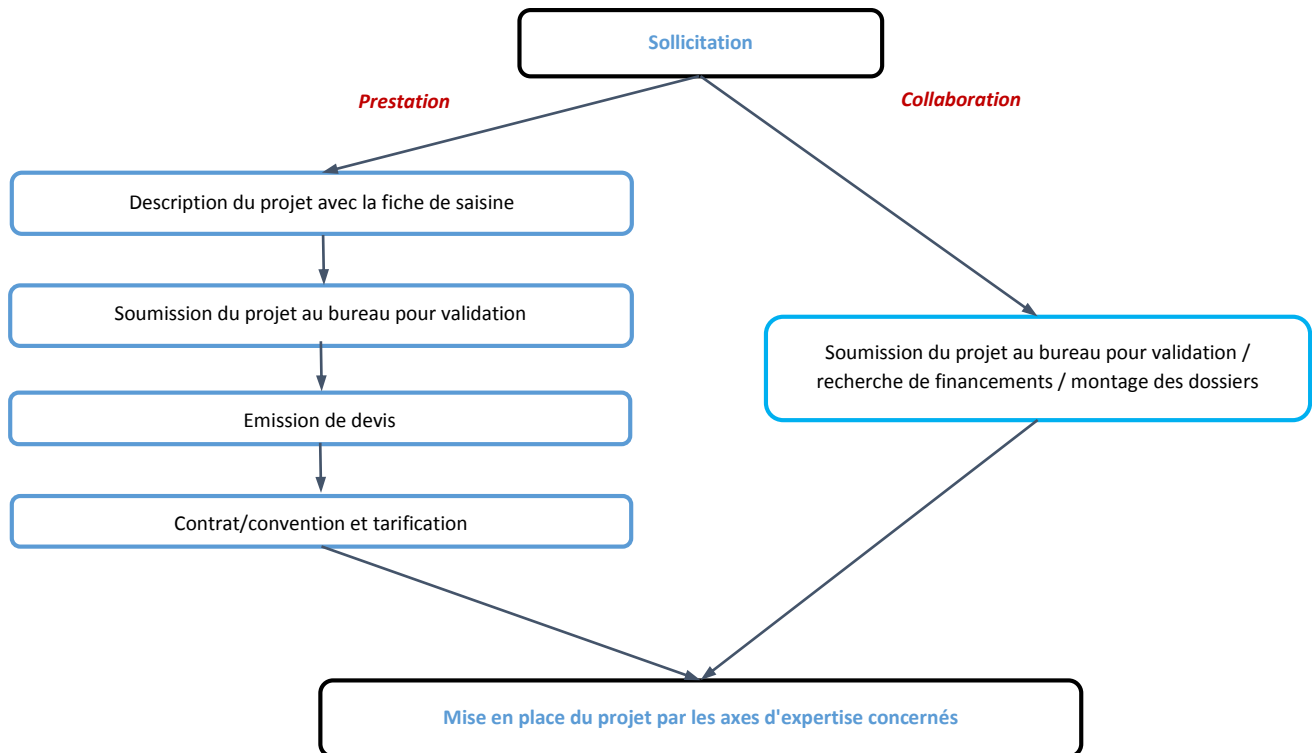 Sollicitation
Prestation
Collaboration
Description du projet avec la fiche de saisine
Soumission du projet au bureau pour validation
Emission de devis
Contrat/convention et tarification
Soumission du projet au bureau pour validation /
recherche de financements / montage des dossiers
Mise en place du projet par les axes d'expertise concernés